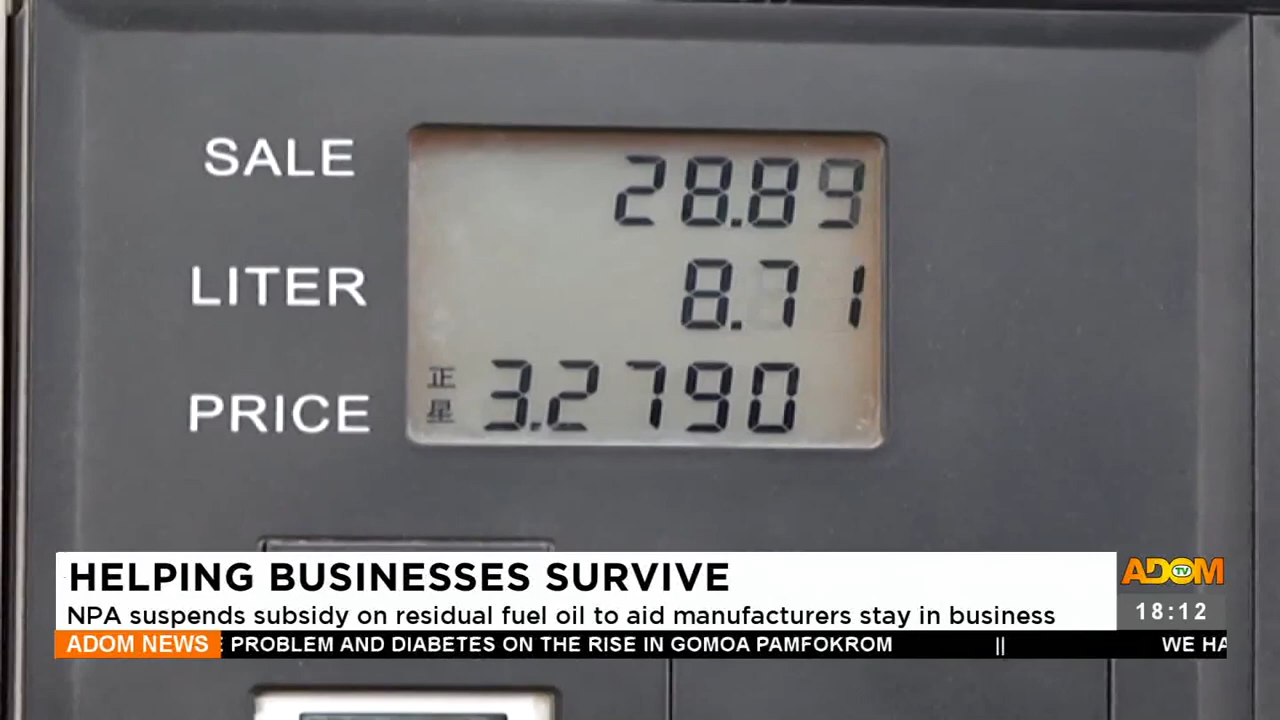 SALE 28.89
LITER 8.71
PRICE 正星 3.2790
HELPING BUSINESSES SURVIVE
NPA suspends subsidy on residual fuel oil to aid manufacturers stay in business
ADOM TV
18:12
ADOM NEWS PROBLEM AND DIABETES ON THE RISE IN GOMOA PAMFOKROM || WE